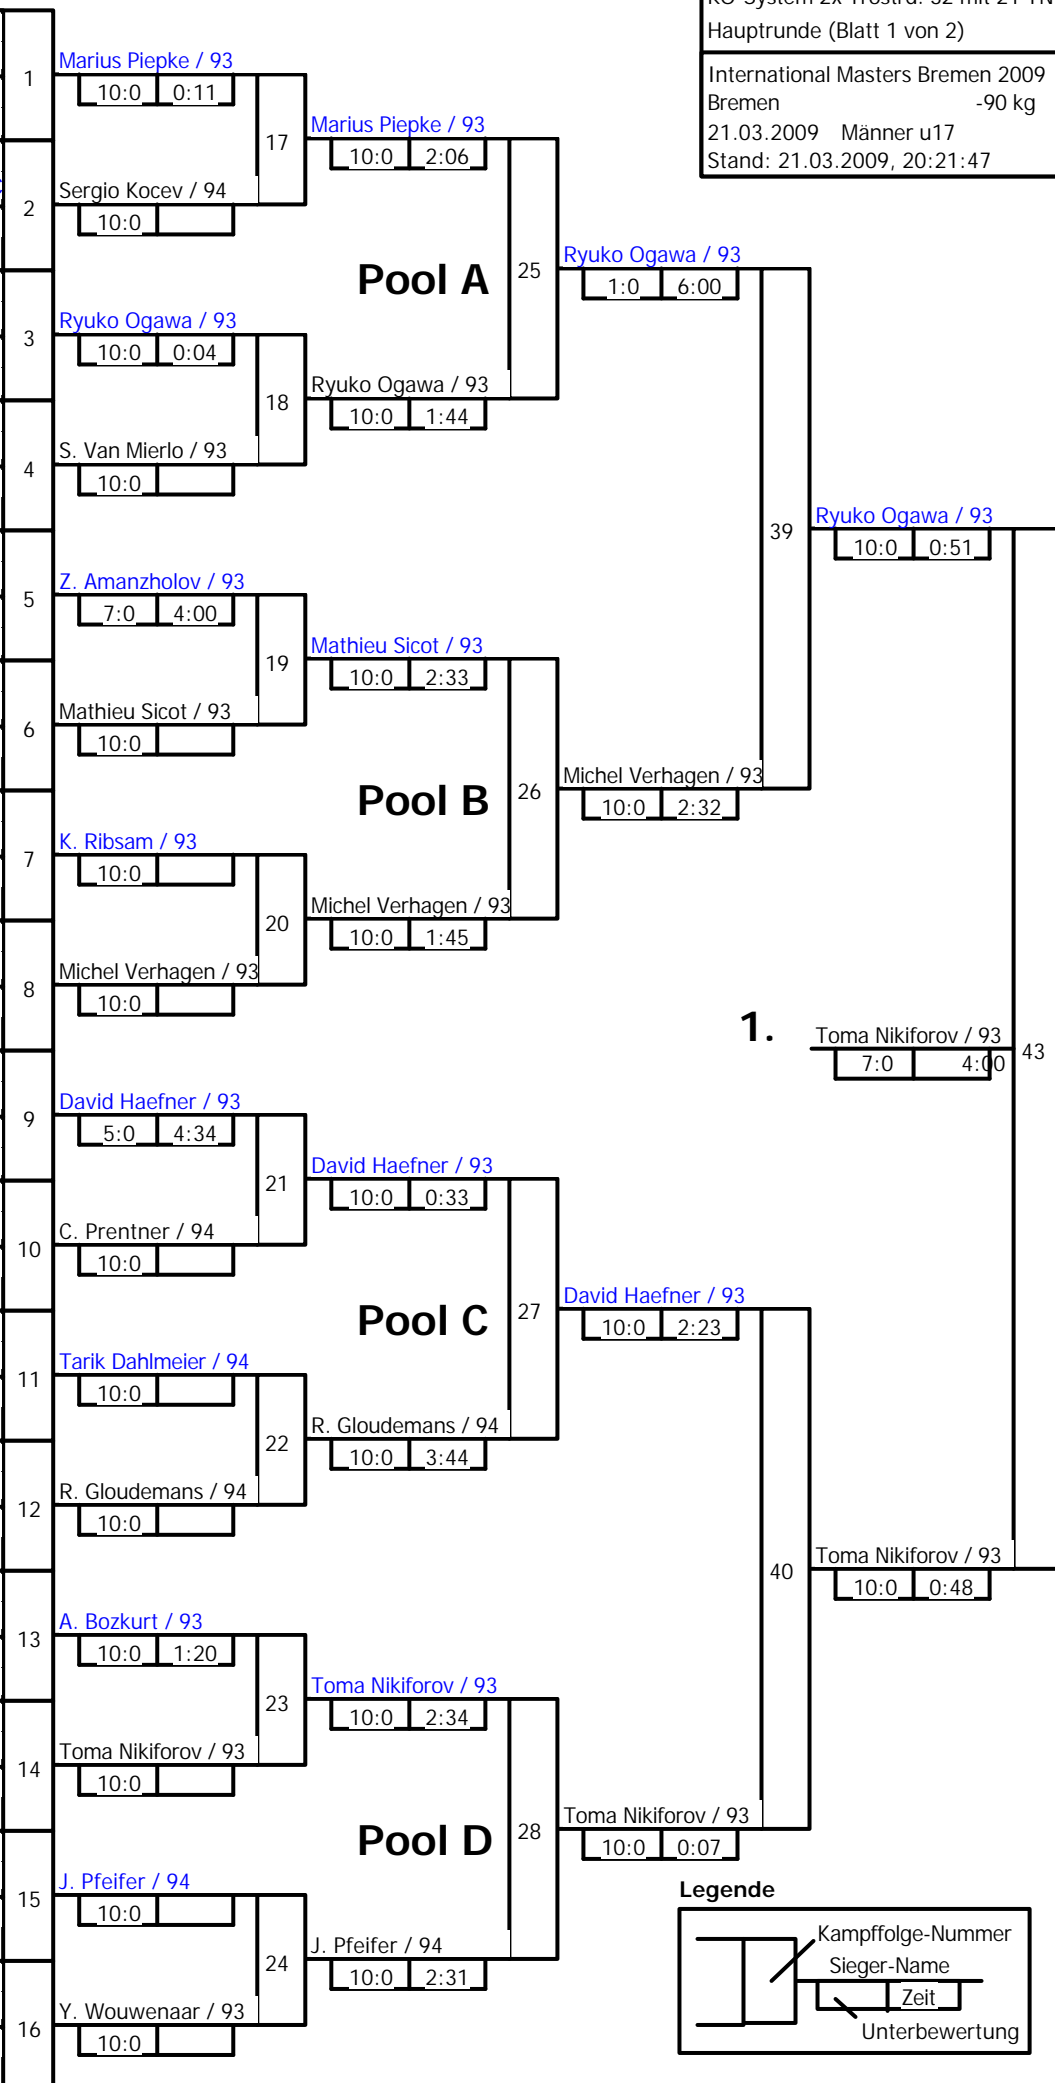 KO-System 2x Trostrd. 32 mit 21 TN
Hauptrunde (Blatt 1 von 2)
International Masters Bremen 2009
Bremen -90 kg
21.03.2009 Männer u17
Stand: 21.03.2009, 20:21:47
1
Marius Piepke / 93
10:0 0:11
17
Marius Piepke / 93
10:0 2:06
2
Sergio Kocev / 94
10:0
Pool A
25
Ryuko Ogawa / 93
1:0 6:00
3
Ryuko Ogawa / 93
10:0 0:04
18
Ryuko Ogawa / 93
10:0 1:44
4
S. Van Mierlo / 93
10:0
39
Ryuko Ogawa / 93
10:0 0:51
5
Z. Amanzholov / 93
7:0 4:00
19
Mathieu Sicot / 93
10:0 2:33
6
Mathieu Sicot / 93
10:0
Pool B
26
Michel Verhagen / 93
10:0 2:32
7
K. Ribsam / 93
10:0
20
Michel Verhagen / 93
10:0 1:45
8
Michel Verhagen / 93
10:0
1.
Toma Nikiforov / 93
7:0 4:00
43
9
David Haefner / 93
5:0 4:34
21
David Haefner / 93
10:0 0:33
10
C. Prentner / 94
10:0
Pool C
27
David Haefner / 93
10:0 2:23
11
Tarik Dahlmeier / 94
10:0
22
R. Gloudemans / 94
10:0 3:44
12
R. Gloudemans / 94
10:0
40
Toma Nikiforov / 93
10:0 0:48
13
A. Bozkurt / 93
10:0 1:20
23
Toma Nikiforov / 93
10:0 2:34
14
Toma Nikiforov / 93
10:0
Pool D
28
Toma Nikiforov / 93
10:0 0:07
15
J. Pfeifer / 94
10:0
24
J. Pfeifer / 94
10:0 2:31
16
Y. Wouwenaar / 93
10:0
Legende
Kampffolge-Nummer
Sieger-Name
Zeit
Unterbewertung